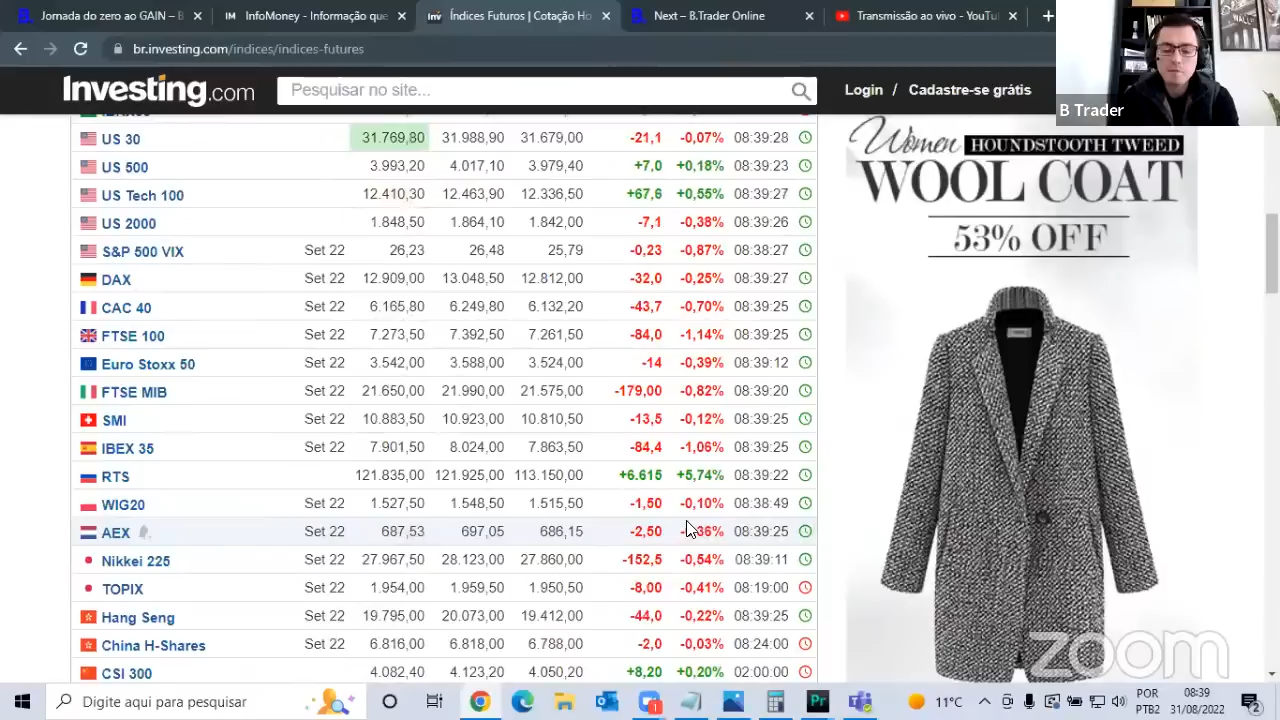 Jornada do zero ao GAIN –
× 
InfoMoney -
×
| Cotação
×
Next – B.Trader
×
Transmissão
- YouTu
×
br.investing.com/indices/indices-futures
Investing.com
Pesquisar no site...
Login / Cadastre-se grátis
B Trader
US 30 31.988,90 31.679,00 -21,1 -0,07% 08:39:28
US 500 3.993,20 4.017,10 3.979,40 +7,0 +0,18% 08:39:25
US Tech 100 12.410,30 12.463,90 12.336,50 +67,6 +0,55% 08:39:27
US 2000 1.848,50 1.864,10 1.842,00 -7,1 -0,38% 08:39:26
S&P 500 VIX Set 22 26,23 26,48 25,79 -0,23 -0,87% 08:38:27
DAX Set 22 12.909,00 13.048,50 12.812,00 -32,0 -0,25% 08:39:27
CAC 40 Set 22 6.165,80 6.249,80 6.132,20 -43,7 -0,70% 08:39:25
FTSE 100 Set 22 7.273,50 7.392,50 7.261,50 -84,0 -1,14% 08:39:25
Euro Stoxx 50 Set 22 3.542,00 3.588,00 3.524,00 -14 -0,39% 08:39:12
FTSE MIB Set 22 21.650,00 21.990,00 21.575,00 -179,00 -0,82% 08:39:20
SMI Set 22 10.883,50 10.923,00 10.810,50 -13,5 -0,12% 08:39:26
IBEX 35 Set 22 7.901,50 8.024,00 7.863,50 -84,4 -1,06% 08:39:20
RTS 121.925,00 113.150,00 +6.615 +5,74%
WIG20 Set 22 1.527,50 1.548,50 1.515,50 -1,50 -0,10% 08:38:49
AEX Set 22 687,53 697,05 686,15 -2,50 08:39:25
Nikkei 225 Set 22 27.967,50 28.123,00 27.860,00 -152,5 -0,54% 08:39:11
TOPIX Set 22 1.954,00 1.959,50 1.950,50 -8,00 -0,41% 08:19:00
Hang Seng Set 22 19.795,00 20.073,00 19.412,00 -44,0 -0,22% 08:39:25
China H-Shares Set 22 6.816,00 6.818,00 6.788,00 -2,0 -0,03% 08:24:00
CSI 300 4.082,40 4.123,20 4.050,20 +8,20 +0,20% 02:00:00
Women HOUNDSTOOTH TWEED
WOOL COAT
53% OFF
zoom
Digite aqui para pesquisar
1
Pr
11°C
POR
PTB2
08:39
31/08/2022
2